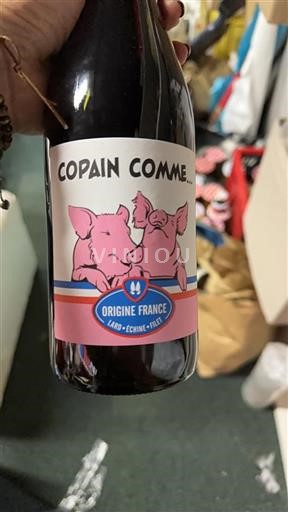 COPAIN COMME...
VINIOU
ORIGINE FRANCE
LARD • ÉCHINE • FILET